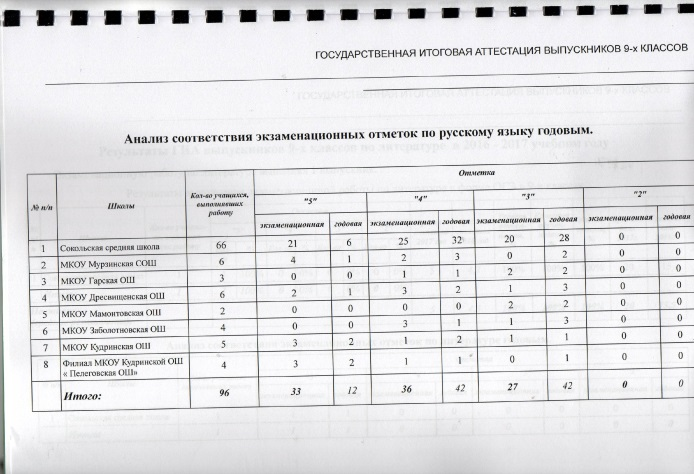 ГОСУДАРСТВЕННАЯ ИТОГОВАЯ АТТЕСТАЦИЯ ВЫПУСКНИКОВ 9-х КЛАССОВ
Анализ соответствия экзаменационных отметок по русскому языку годовым.
№ п/п Школы Кол-во учащихся, выполнявших работу Отметка
"5" "4" "3" "2"
экзаменационная годовая экзаменационная годовая экзаменационная годовая экзаменационная годовая
1 Сокольская средняя школа 66 21 6 25 32 20 28 0 0
2 МКОУ Мурзинская СОШ 6 4 1 2 3 0 2 0 0
3 МКОУ Гарская ОШ 3 0 0 1 1 2 2 0 0
4 МКОУ Дресвищенская ОШ 6 2 1 3 2 1 3 0 0
5 МКОУ Мамонтовская ОШ 2 0 0 0 0 2 2 0 0
6 МКОУ Заболотновская ОШ 4 0 0 3 1 1 3 0 0
7 МКОУ Кудринская ОШ 5 3 2 1 2 1 1 0 0
8 Филиал МКОУ Кудринской ОШ « Пелеговская ОШ» 4 3 2 1 1 0 1 0 0
Итого: 96 33 12 36 42 27 42 0 0